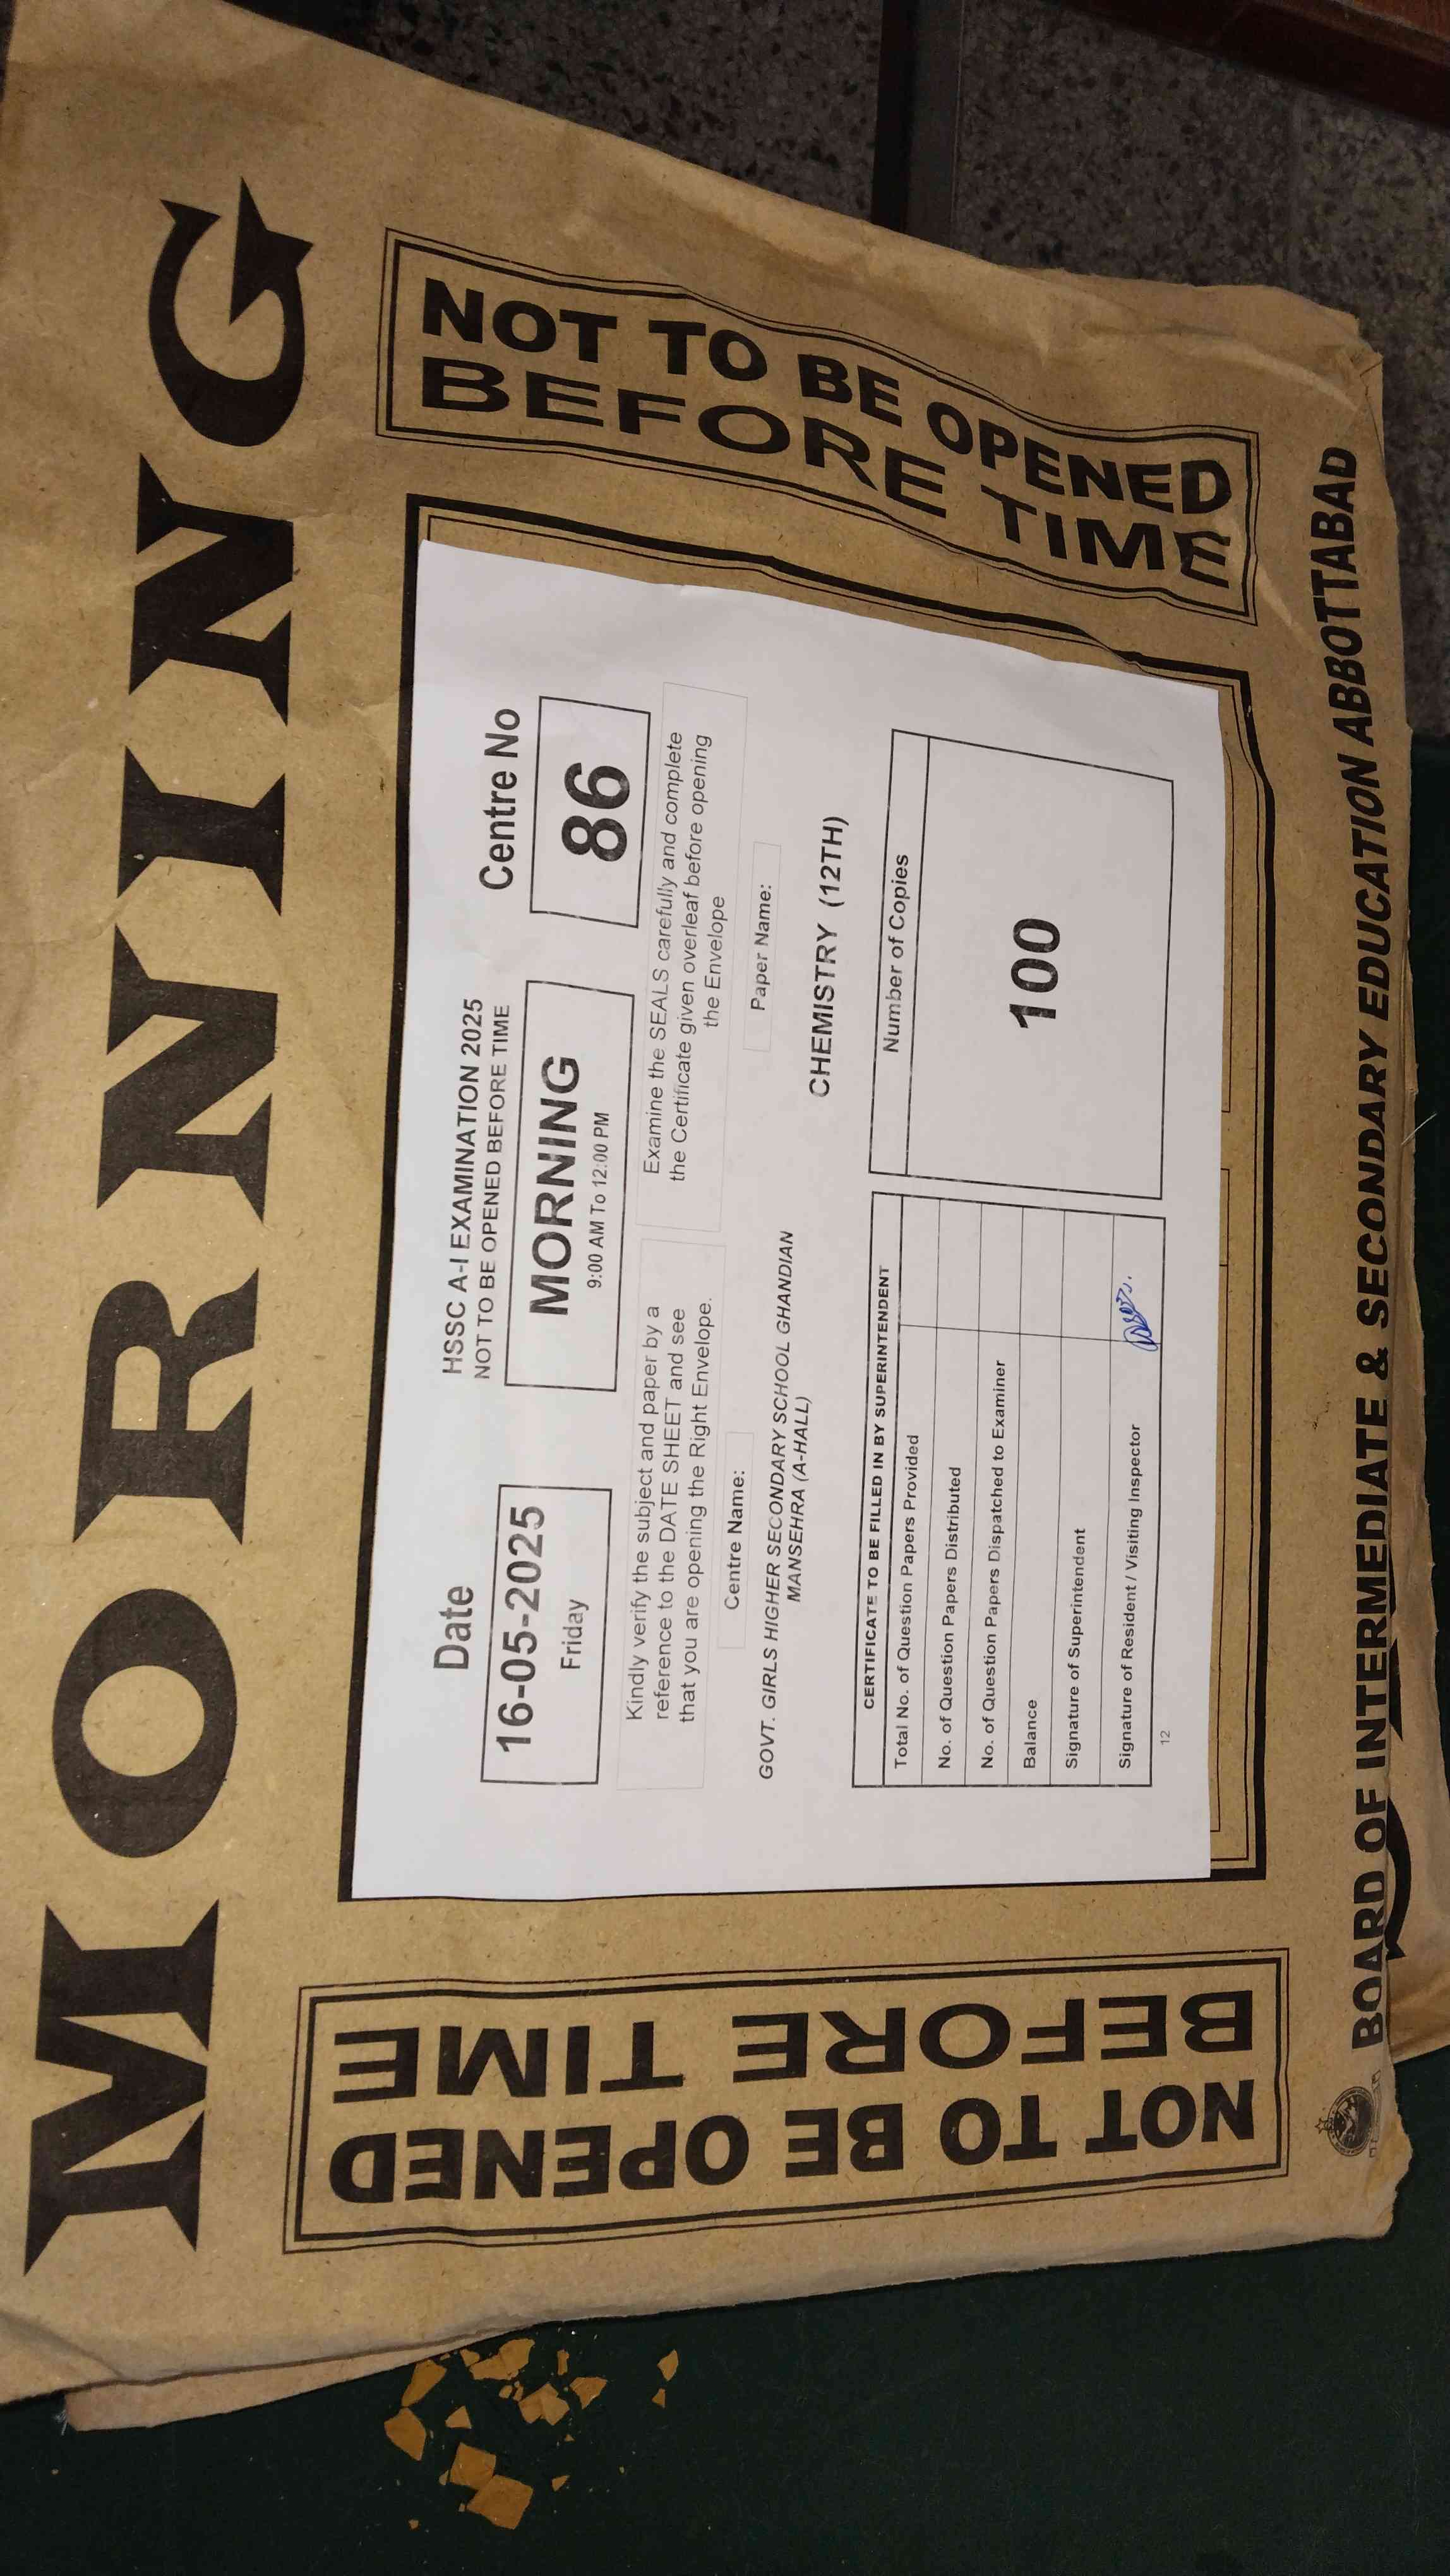 MORNING
NOT TO BE OPENED
BEFORE TIME
HSSC A-I EXAMINATION 2025
NOT TO BE OPENED BEFORE TIME
Date
16-05-2025
Friday
MORNING
9:00 AM To 12:00 PM
Centre No
86
Kindly verify the subject and paper by a
reference to the DATE SHEET and see
that you are opening the Right Envelope.
Examine the SEALS carefully and complete
the Certificate given overleaf before opening
the Envelope
Centre Name:
GOVT. GIRLS HIGHER SECONDARY SCHOOL GHANDIAN
MANSEHRA (A-HALL)
Paper Name:
CHEMISTRY (12TH)
CERTIFICATE TO BE FILLED IN BY SUPERINTENDENT
Total No. of Question Papers Provided
No. of Question Papers Distributed
No. of Question Papers Dispatched to Examiner
Balance
Signature of Superintendent
Signature of Resident / Visiting Inspector
12
Number of Copies
100
NOT TO BE OPENED
BEFORE TIME
BOARD OF INTERMEDIATE & SECONDARY EDUCATION ABBOTTABAD